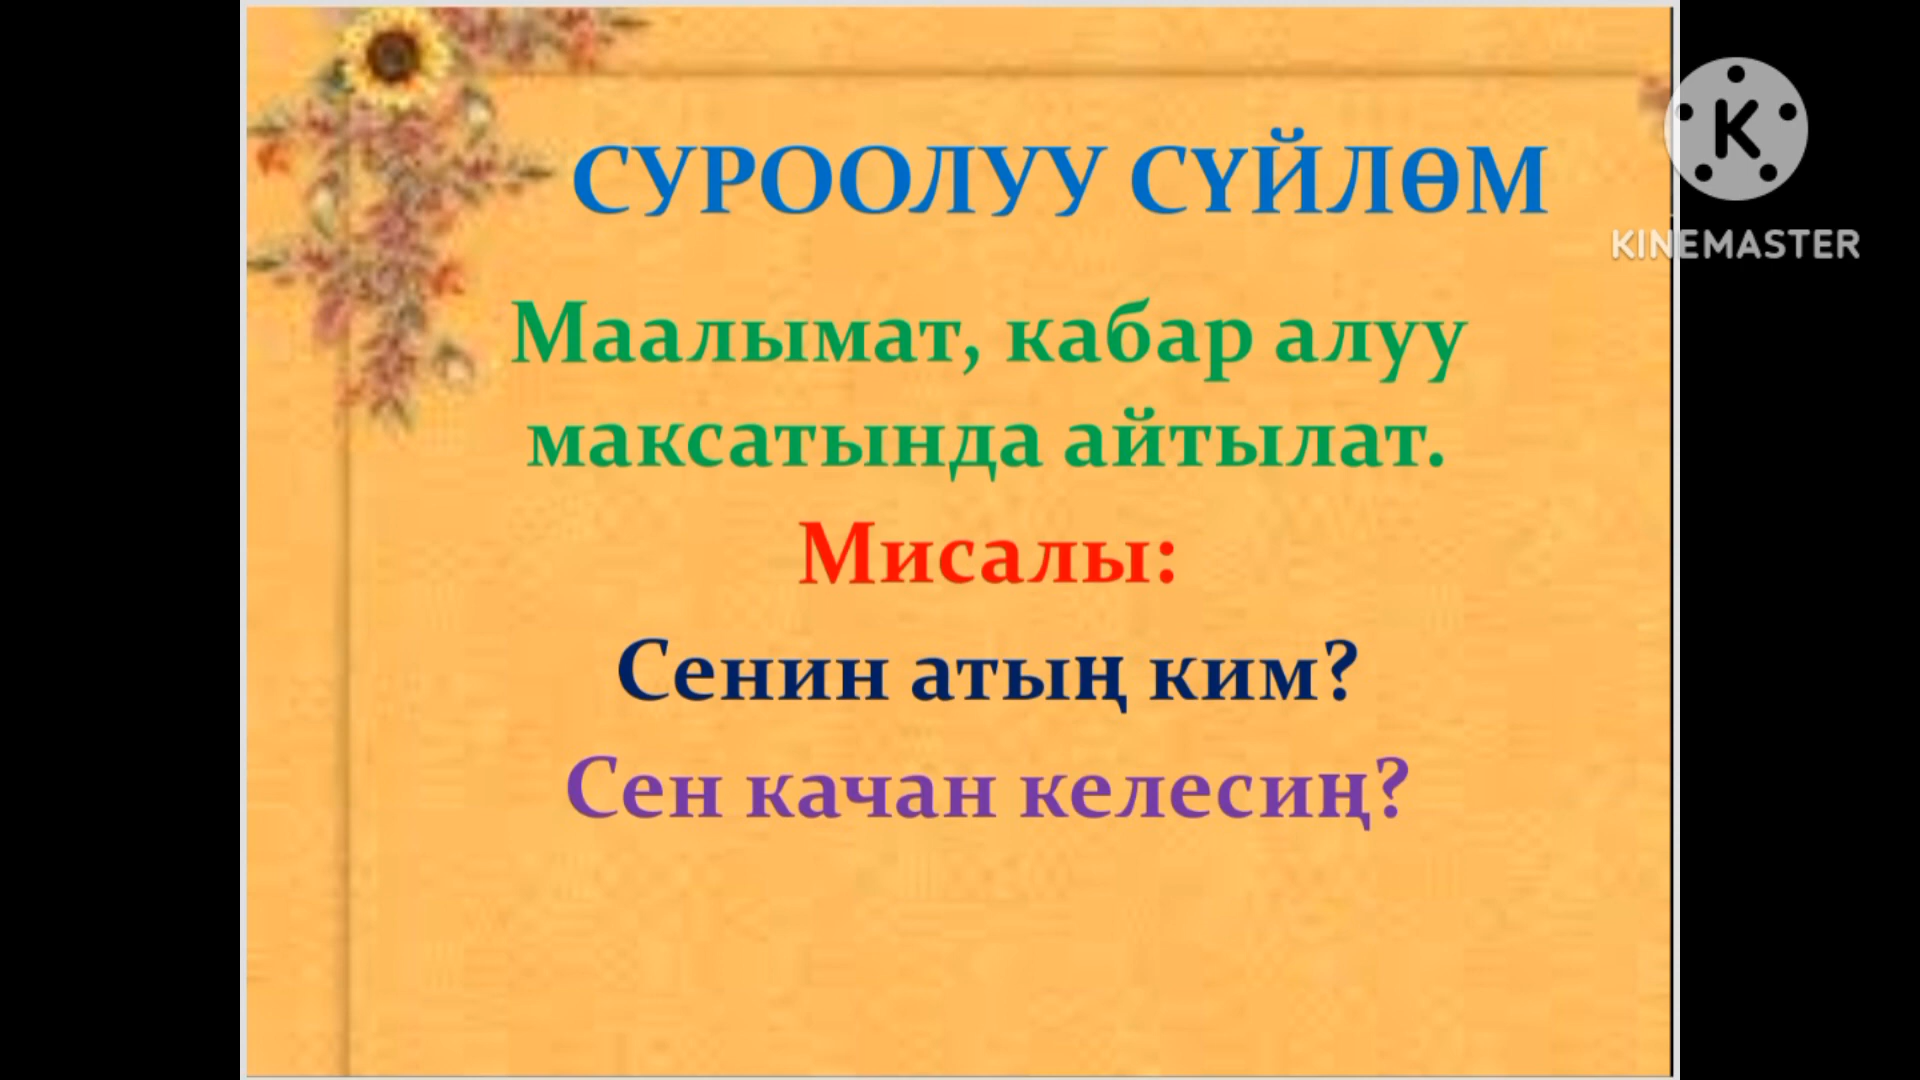 СУРООЛУУ СҮЙЛӨМ
KINEMASTER
Маалымат, кабар алуу
максатында айтылат.
Мисалы:
Сенин атың ким?
Сен качан келесиң?